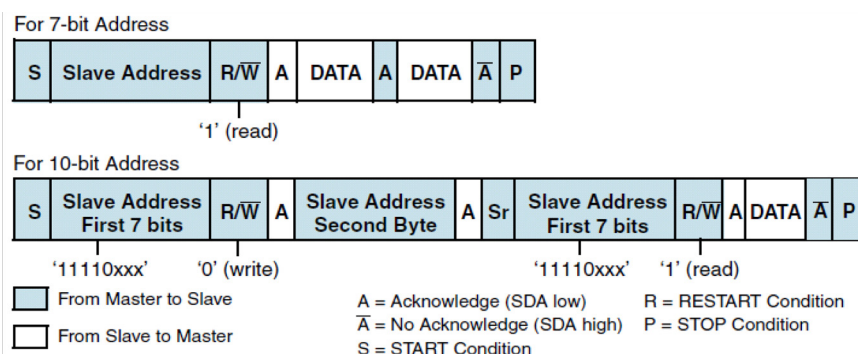 For 7-bit Address
S Slave Address R/W̅ A DATA A DATA A̅ P
‘1’ (read)
For 10-bit Address
S Slave Address First 7 bits R/W̅ A Slave Address Second Byte A Sr Slave Address First 7 bits R/W̅ A DATA A̅ P
‘11110xxx’ ‘0’ (write) ‘11110xxx’ ‘1’ (read)
From Master to Slave
From Slave to Master
A = Acknowledge (SDA low)
A̅ = No Acknowledge (SDA high)
S = START Condition
R = RESTART Condition
P = STOP Condition